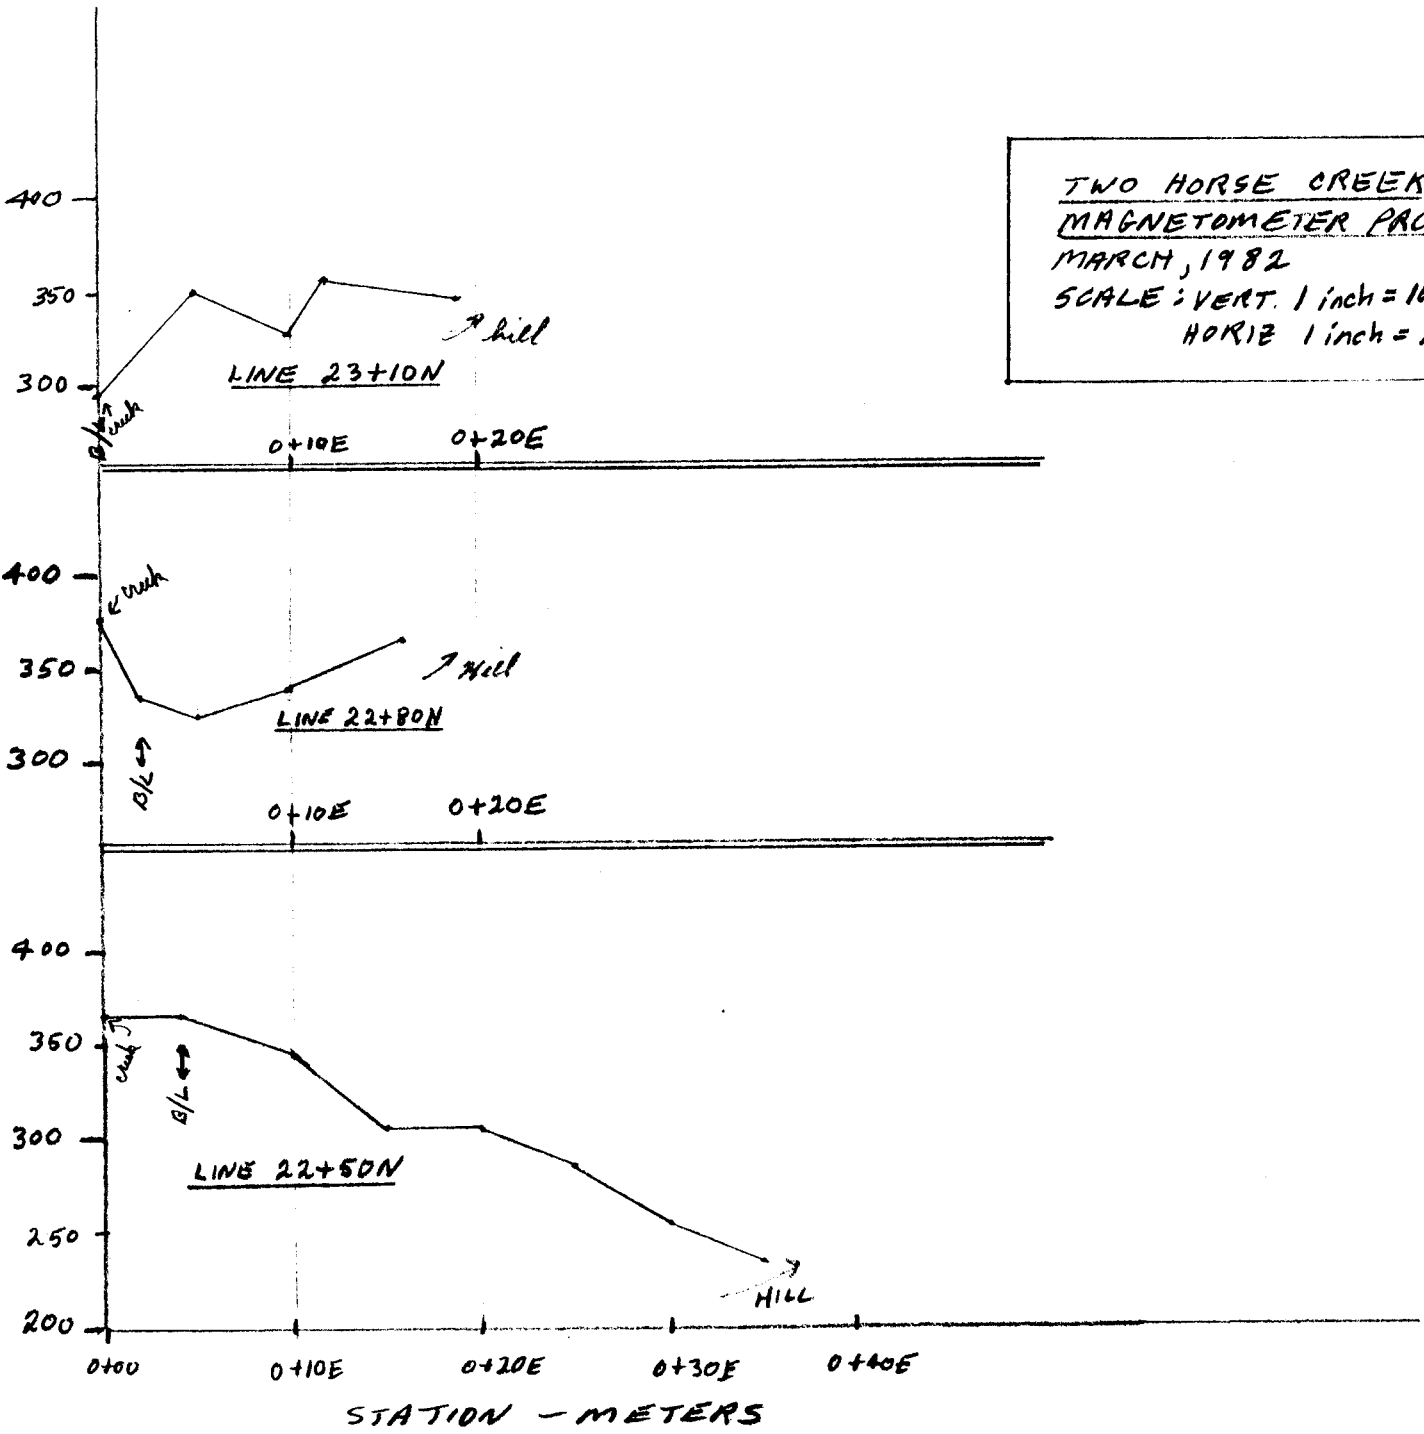 TWO HORSE CREEK
MAGNETOMETER PRO
MARCH, 1982
SCALE: VERT. 1 inch = 10
HORIZ 1 inch =
400
350
300
B/L
creek
hill
LINE 23+10N
0+10E
0+20E
400
creek
350
Hill
LINE 22+80N
300
B/L
0+10E
0+20E
400
350
creek
B/L
300
LINE 22+50N
250
HILL
200
0+00
0+10E
0+20E
0+30E
0+40E
STATION - METERS